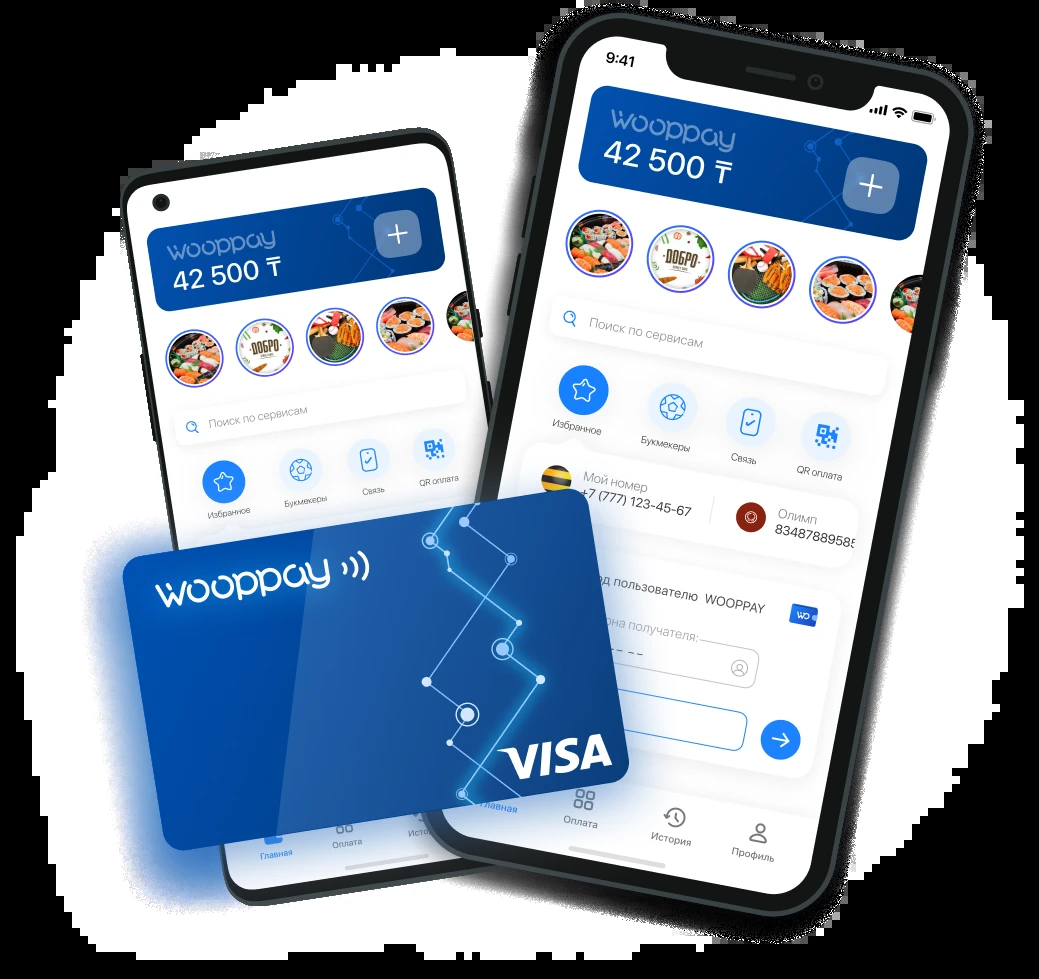 wooppay
42 500 ₸
ДОБРО
Поиск по сервисам
Избранное
Букмекеры
Связь
QR оплата
Главная
Оплата
9:41
wooppay
42 500 ₸
ДОБРО
Поиск по сервисам
Избранное
Букмекеры
Связь
QR оплата
Мой номер
+7 (777) 123-45-67
Олимп
8348788958
од пользователю WOOPPAY
она получателя:
Главная
Оплата
История
Профиль
wooppay
VISA